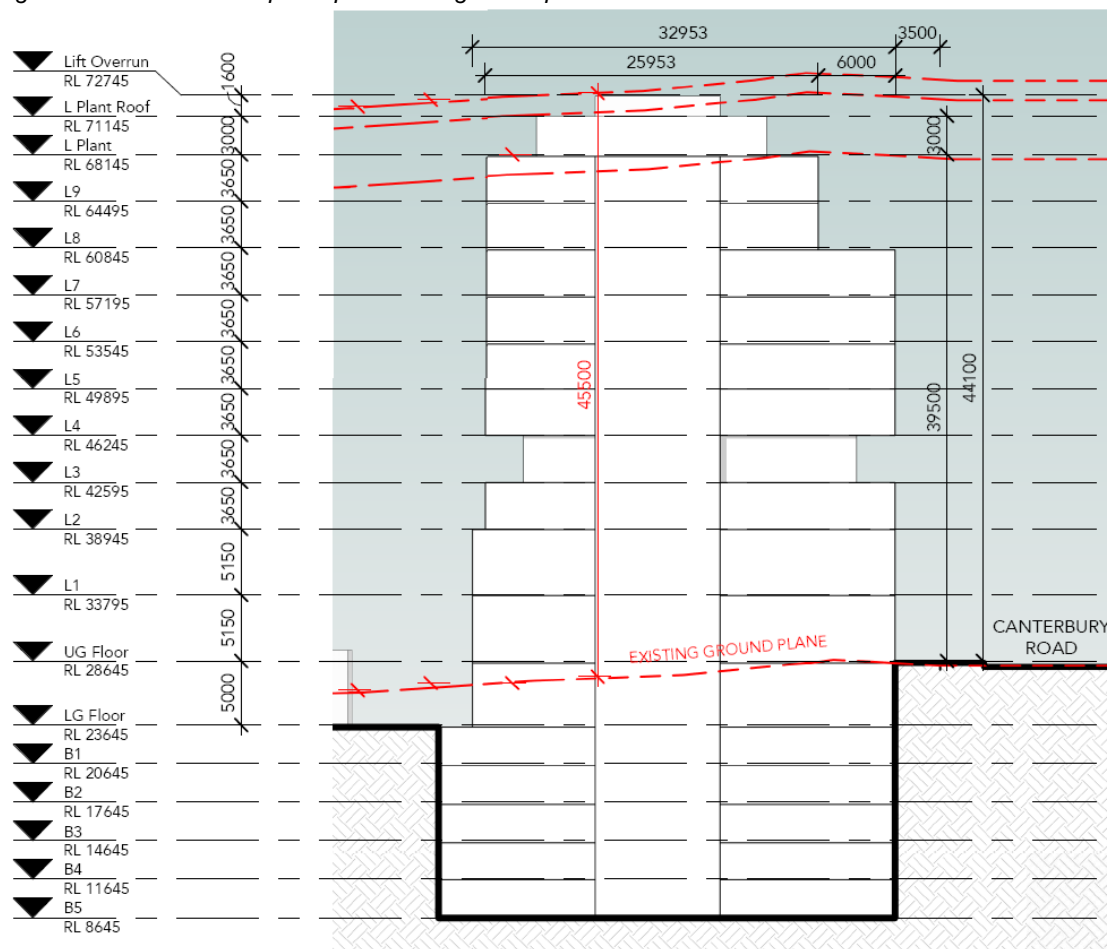 32953
3500
25953
6000
Lift Overrun
RL 72745
1600
L Plant Roof
RL 71145
3000
3000
L Plant
RL 68145
3650
L9
RL 64495
3650
L8
RL 60845
3650
L7
RL 57195
3650
L6
RL 53545
3650
45500
39500
44100
L5
RL 49895
3650
L4
RL 46245
3650
L3
RL 42595
3650
L2
RL 38945
5150
L1
RL 33795
5150
CANTERBURY
ROAD
EXISTING GROUND PLANE
UG Floor
RL 28645
5000
LG Floor
RL 23645
B1
RL 20645
B2
RL 17645
B3
RL 14645
B4
RL 11645
B5
RL 8645